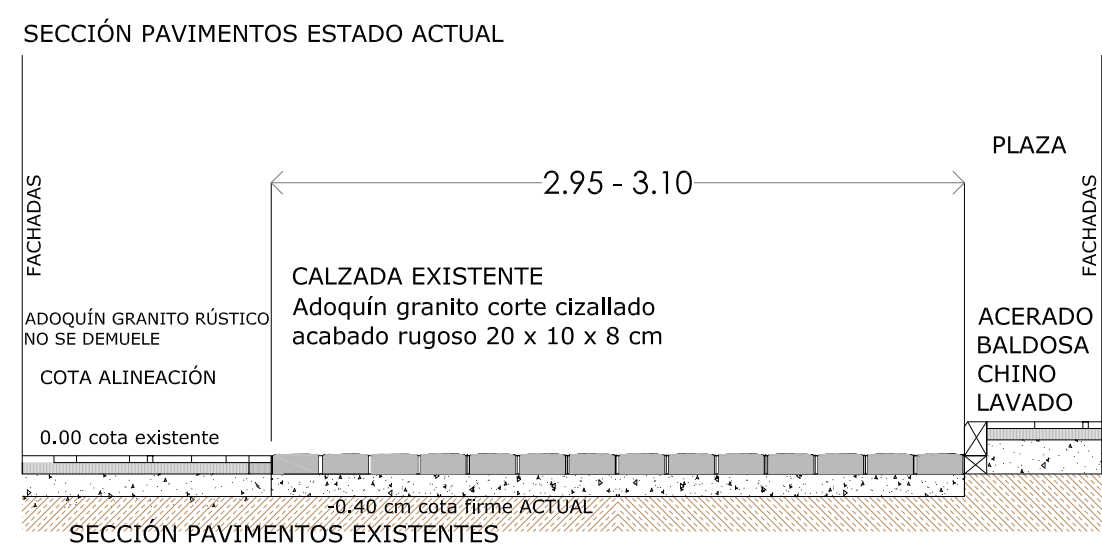 SECCIÓN PAVIMENTOS ESTADO ACTUAL
PLAZA
2.95 - 3.10
FACHADAS
FACHADAS
CALZADA EXISTENTE
Adoquín granito corte cizallado
acabado rugoso 20 x 10 x 8 cm
ADOQUÍN GRANITO RÚSTICO
NO SE DEMUELE
COTA ALINEACIÓN
0.00 cota existente
ACERADO
BALDOSA
CHINO
LAVADO
-0.40 cm cota firme ACTUAL
SECCIÓN PAVIMENTOS EXISTENTES